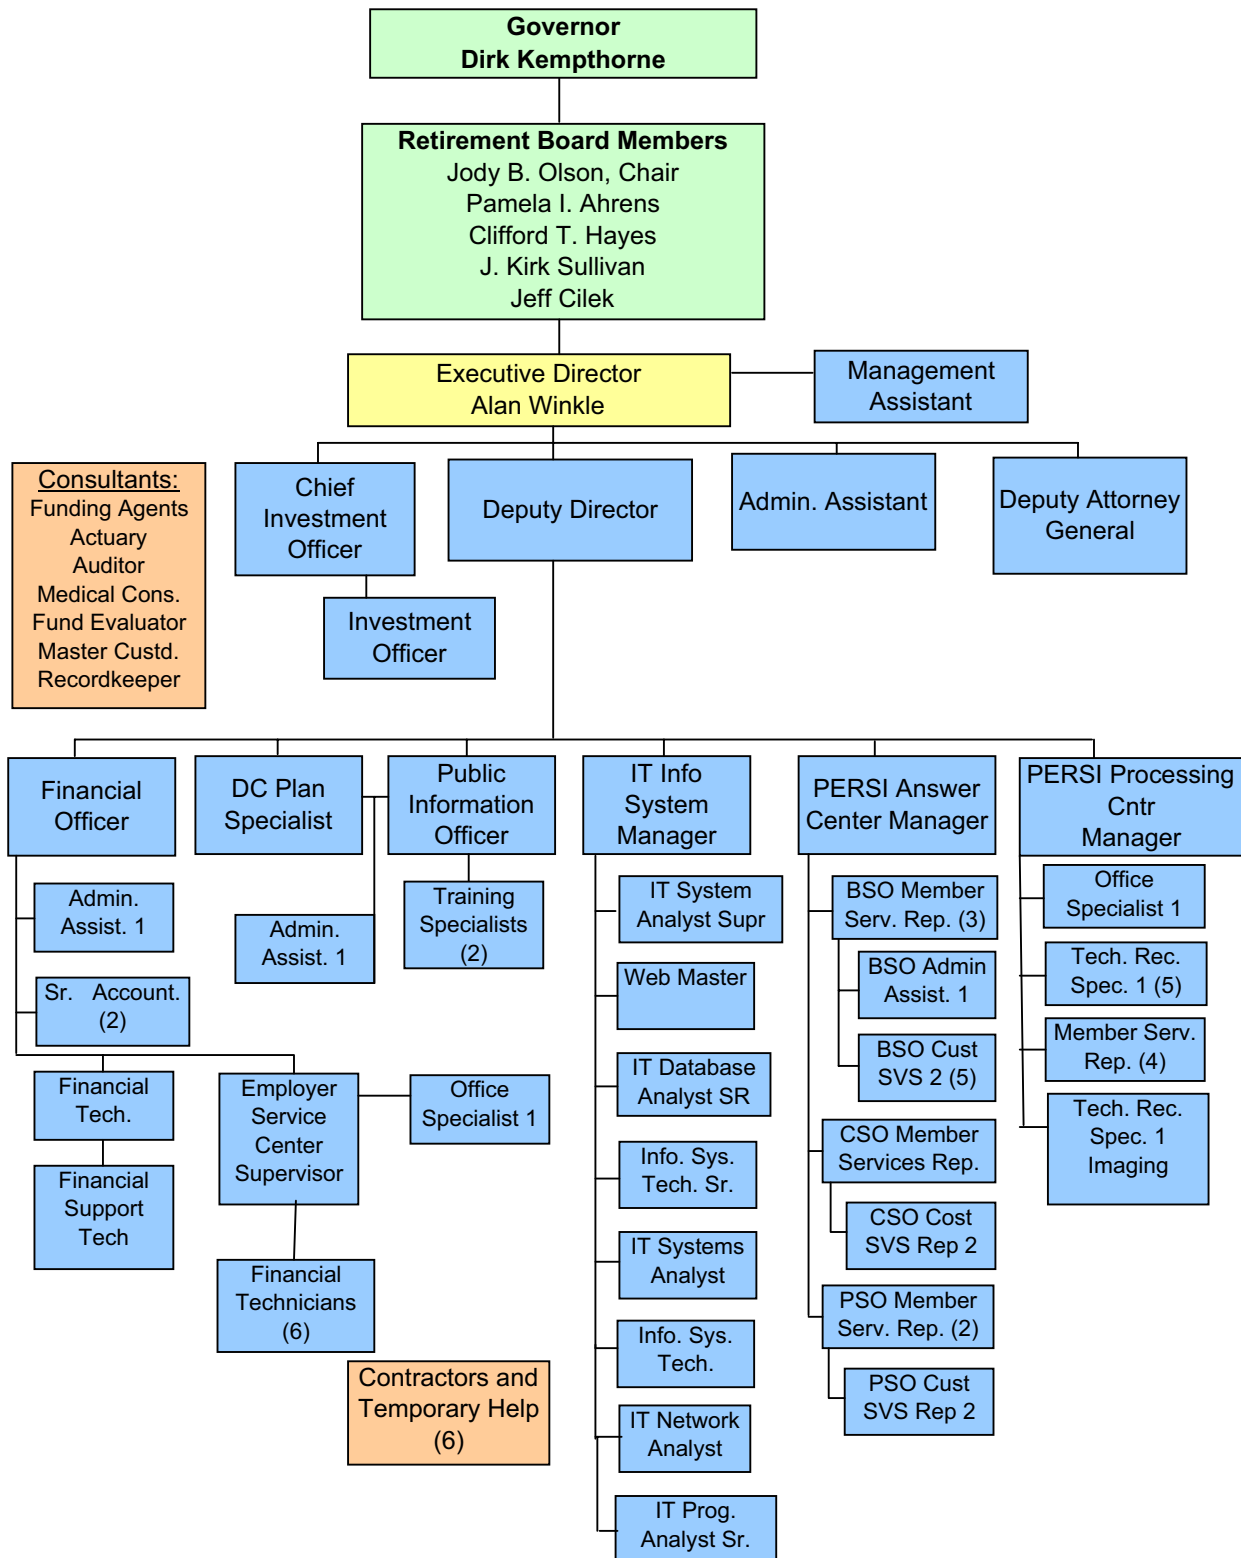 Governor
Dirk Kempthorne
Retirement Board Members
Jody B. Olson, Chair
Pamela I. Ahrens
Clifford T. Hayes
J. Kirk Sullivan
Jeff Cilek
Executive Director
Alan Winkle
Management
Assistant
Consultants:
Funding Agents
Actuary
Auditor
Medical Cons.
Fund Evaluator
Master Custd.
Recordkeeper
Chief
Investment
Officer
Deputy Director
Admin. Assistant
Deputy Attorney
General
Investment
Officer
Financial
Officer
DC Plan
Specialist
Public
Information
Officer
IT Info
System
Manager
PERSI Answer
Center Manager
PERSI Processing
Cntr
Manager
Admin.
Assist. 1
Sr. Account.
(2)
Financial
Tech.
Financial
Support
Tech
Employer
Service
Center
Supervisor
Office
Specialist 1
Financial
Technicians
(6)
Admin.
Assist. 1
Training
Specialists
(2)
Contractors and
Temporary Help
(6)
IT System
Analyst Supr
Web Master
IT Database
Analyst SR
Info. Sys.
Tech. Sr.
IT Systems
Analyst
Info. Sys.
Tech.
IT Network
Analyst
IT Prog.
Analyst Sr.
BSO Member
Serv. Rep. (3)
BSO Admin
Assist. 1
BSO Cust
SVS 2 (5)
CSO Member
Services Rep.
CSO Cost
SVS Rep 2
PSO Member
Serv. Rep. (2)
PSO Cust
SVS Rep 2
Office
Specialist 1
Tech. Rec.
Spec. 1 (5)
Member Serv.
Rep. (4)
Tech. Rec.
Spec. 1
Imaging